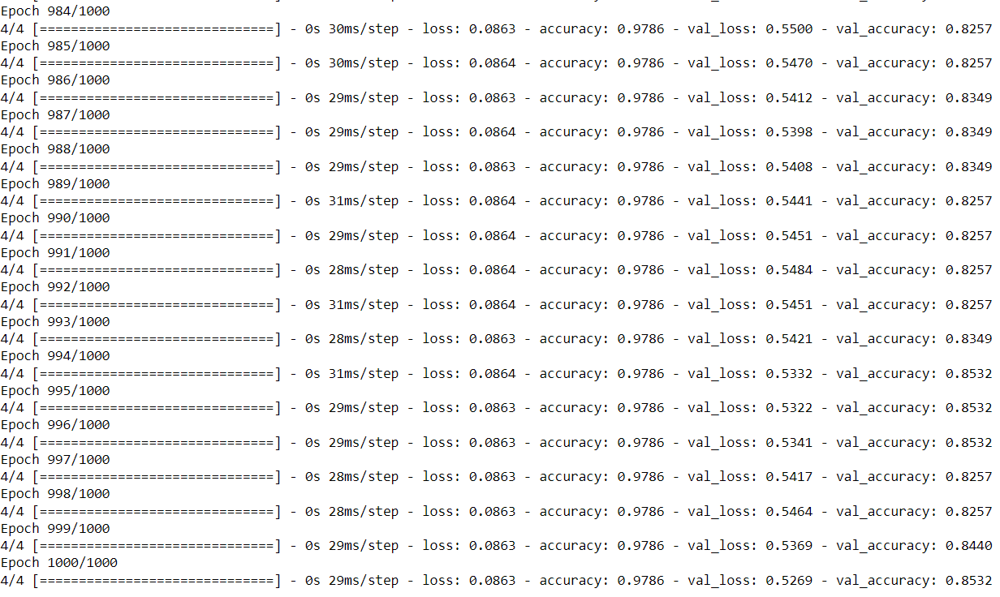 Epoch 984/1000
4/4 [==============================] - 0s 30ms/step - loss: 0.0863 - accuracy: 0.9786 - val_loss: 0.5500 - val_accuracy: 0.8257
Epoch 985/1000
4/4 [==============================] - 0s 30ms/step - loss: 0.0864 - accuracy: 0.9786 - val_loss: 0.5470 - val_accuracy: 0.8257
Epoch 986/1000
4/4 [==============================] - 0s 29ms/step - loss: 0.0863 - accuracy: 0.9786 - val_loss: 0.5412 - val_accuracy: 0.8349
Epoch 987/1000
4/4 [==============================] - 0s 29ms/step - loss: 0.0864 - accuracy: 0.9786 - val_loss: 0.5398 - val_accuracy: 0.8349
Epoch 988/1000
4/4 [==============================] - 0s 29ms/step - loss: 0.0863 - accuracy: 0.9786 - val_loss: 0.5408 - val_accuracy: 0.8349
Epoch 989/1000
4/4 [==============================] - 0s 31ms/step - loss: 0.0864 - accuracy: 0.9786 - val_loss: 0.5441 - val_accuracy: 0.8257
Epoch 990/1000
4/4 [==============================] - 0s 29ms/step - loss: 0.0864 - accuracy: 0.9786 - val_loss: 0.5451 - val_accuracy: 0.8257
Epoch 991/1000
4/4 [==============================] - 0s 28ms/step - loss: 0.0864 - accuracy: 0.9786 - val_loss: 0.5484 - val_accuracy: 0.8257
Epoch 992/1000
4/4 [==============================] - 0s 31ms/step - loss: 0.0864 - accuracy: 0.9786 - val_loss: 0.5451 - val_accuracy: 0.8257
Epoch 993/1000
4/4 [==============================] - 0s 28ms/step - loss: 0.0863 - accuracy: 0.9786 - val_loss: 0.5421 - val_accuracy: 0.8349
Epoch 994/1000
4/4 [==============================] - 0s 31ms/step - loss: 0.0864 - accuracy: 0.9786 - val_loss: 0.5332 - val_accuracy: 0.8532
Epoch 995/1000
4/4 [==============================] - 0s 29ms/step - loss: 0.0863 - accuracy: 0.9786 - val_loss: 0.5322 - val_accuracy: 0.8532
Epoch 996/1000
4/4 [==============================] - 0s 29ms/step - loss: 0.0863 - accuracy: 0.9786 - val_loss: 0.5341 - val_accuracy: 0.8532
Epoch 997/1000
4/4 [==============================] - 0s 28ms/step - loss: 0.0863 - accuracy: 0.9786 - val_loss: 0.5417 - val_accuracy: 0.8257
Epoch 998/1000
4/4 [==============================] - 0s 28ms/step - loss: 0.0863 - accuracy: 0.9786 - val_loss: 0.5464 - val_accuracy: 0.8257
Epoch 999/1000
4/4 [==============================] - 0s 29ms/step - loss: 0.0863 - accuracy: 0.9786 - val_loss: 0.5369 - val_accuracy: 0.8440
Epoch 1000/1000
4/4 [==============================] - 0s 29ms/step - loss: 0.0863 - accuracy: 0.9786 - val_loss: 0.5269 - val_accuracy: 0.8532